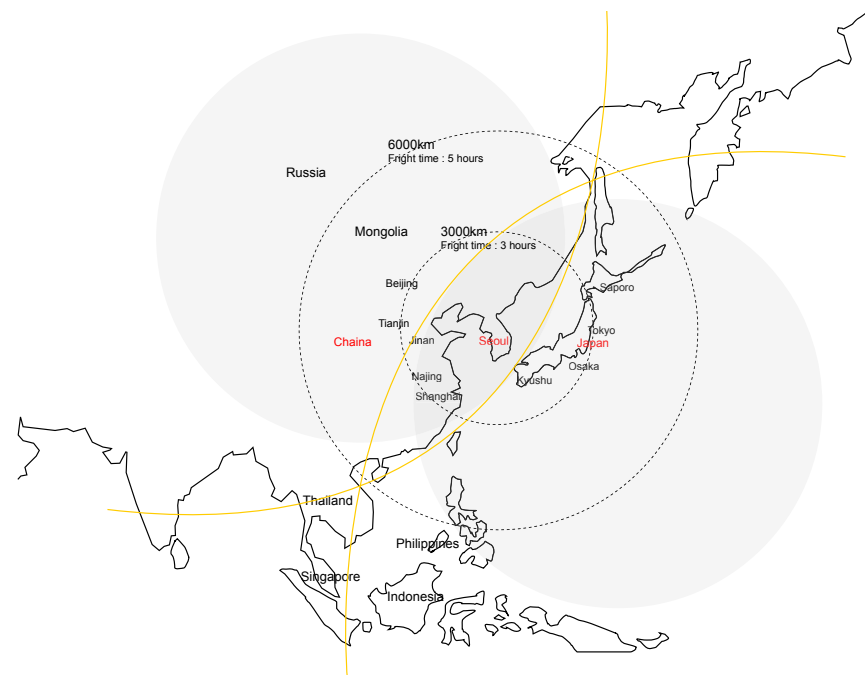 6000km
Fright time : 5 hours
Russia
Mongolia
3000km
Fright time : 3 hours
Beijing
Saporo
Tianjin
Tokyo
Chaina
Jinan
Seoul
Japan
Osaka
Najing
Kyushu
Shanghai
Thailand
Philippines
Singapore
Indonesia